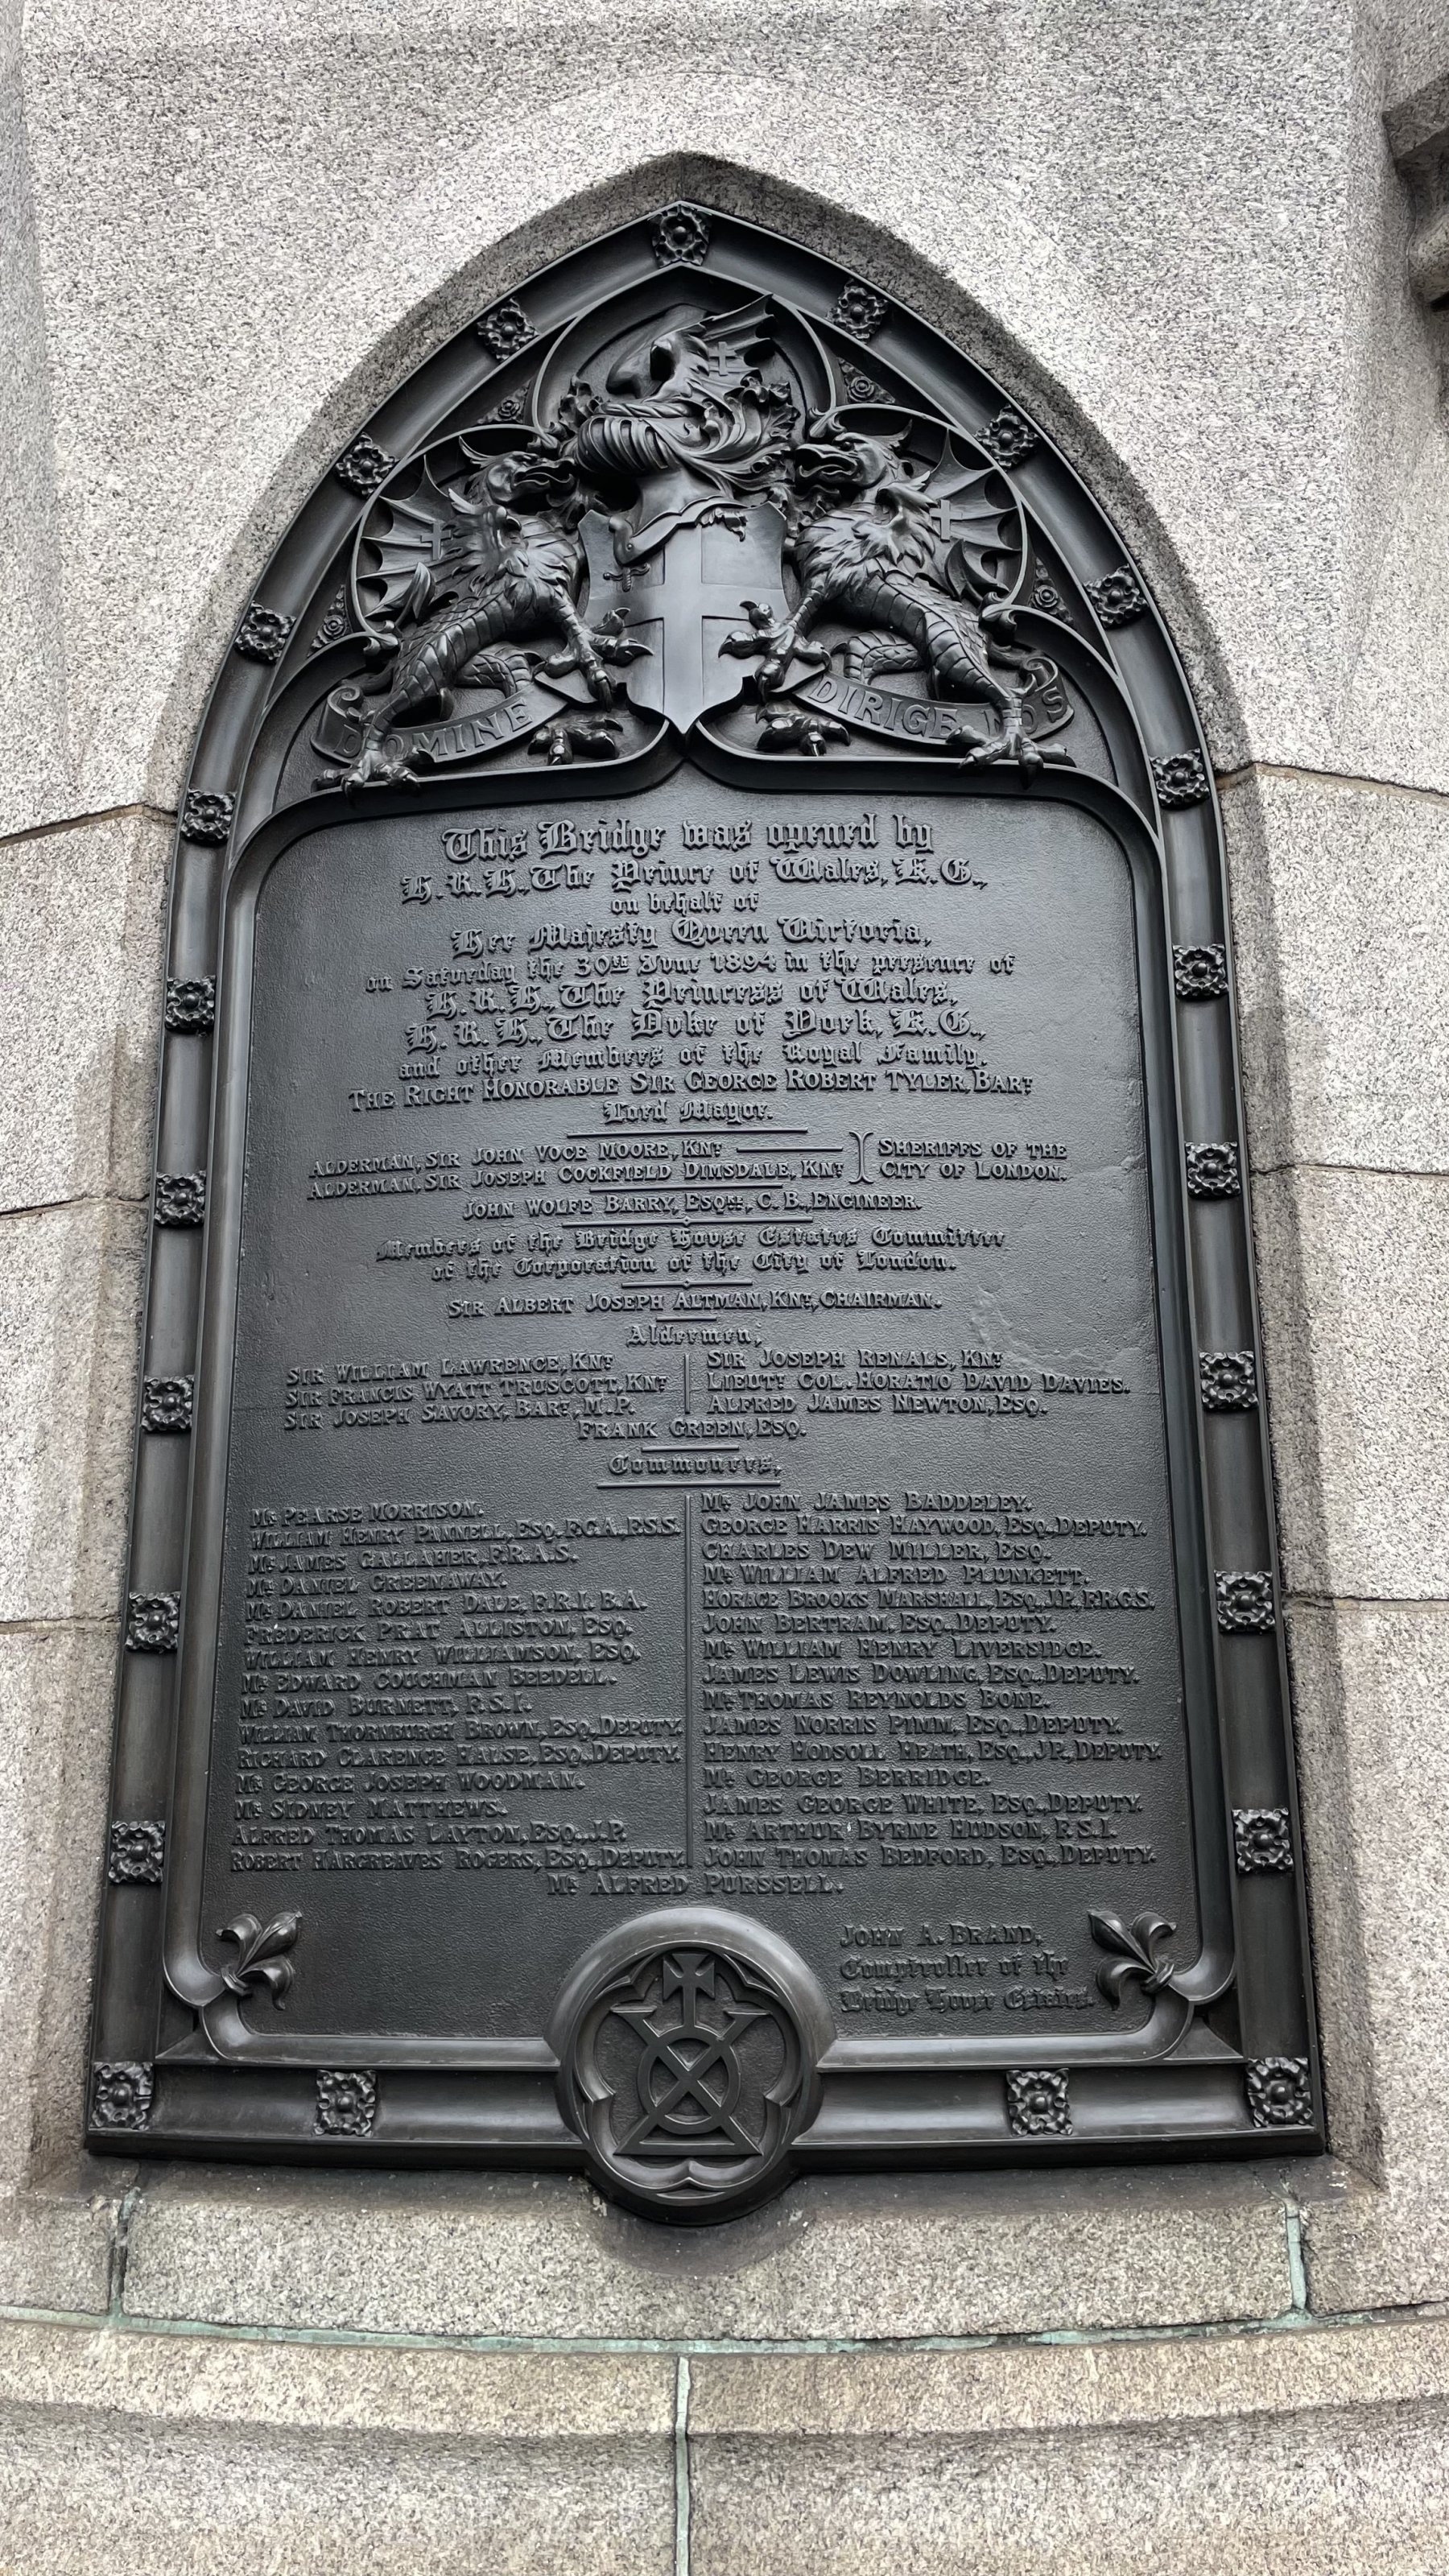 DOMINE DIRIGE NOS
This Bridge was opened by
H.R.H., The Prince of Wales, K.G.,
on behalf of
Her Majesty Queen Victoria,
on Saturday the 30th June 1894 in the presence of
H.R.H., The Princess of Wales,
H.R.H., The Duke of York, K.G.,
and other Members of the Royal Family.
THE RIGHT HONORABLE SIR GEORGE ROBERT TYLER, BART.
Lord Mayor.
ALDERMAN, SIR JOHN VOCE MOORE, KNT. SHERIFFS OF THE
ALDERMAN, SIR JOSEPH COCKFIELD DIMSDALE, KNT. CITY OF LONDON.
JOHN WOLFE BARRY, ESQRE., C.B., ENGINEER.
Members of the Bridge House Estates Committee
of the Corporation of the City of London.
SIR ALBERT JOSEPH ALTMAN, KNT., CHAIRMAN.
Aldermen,
SIR WILLIAM LAWRENCE, KNT.
SIR FRANCIS WYATT TRUSCOTT, KNT.
SIR JOSEPH SAVORY, BART., M.P.
SIR JOSEPH RENALS, KNT.
LIEUT. COL. HORATIO DAVID DAVIES.
ALFRED JAMES NEWTON, ESQ.
FRANK GREEN, ESQ.
Commoners,
MR. PEARSE MORRISON.
WILLIAM HENRY PANNELL, ESQ., F.C.A., F.S.S.
MR. JAMES GALLAHER, F.R.A.S.
MR. DANIEL GREENAWAY.
MR. DANIEL ROBERT DALE, F.R.I.B.A.
FREDERICK PRAT ALLISTON, ESQ.
WILLIAM HENRY WILLIAMSON, ESQ.
MR. EDWARD COUCHMAN BEEDELL.
MR. DAVID BURNETT, F.S.I.
WILLIAM THORNBURGH BROWN, ESQ., DEPUTY.
RICHARD CLARENCE HALSE, ESQ., DEPUTY.
MR. GEORGE JOSEPH WOODMAN.
MR. SIDNEY MATTHEWS.
ALFRED THOMAS LAYTON, ESQ., J.P.
ROBERT HARGREAVES ROGERS, ESQ., DEPUTY.
MR. JOHN JAMES BADDELEY.
GEORGE HARRIS HAYWOOD, ESQ., DEPUTY.
CHARLES DEW MILLER, ESQ.
MR. WILLIAM ALFRED PLUNKETT.
HORACE BROOKS MARSHALL, ESQ., J.P., F.R.G.S.
JOHN BERTRAM, ESQ., DEPUTY.
MR. WILLIAM HENRY LIVERSIDGE.
JAMES LEWIS DOWLING, ESQ., DEPUTY.
MR. THOMAS REYNOLDS BONE.
JAMES NORRIS PIMM, ESQ., DEPUTY.
HENRY HODSOLL HEATH, ESQ., J.P., DEPUTY.
MR. GEORGE BERRIDGE.
JAMES GEORGE WHITE, ESQ., DEPUTY.
MR. ARTHUR BYRNE HUDSON, F.S.I.
JOHN THOMAS BEDFORD, ESQ., DEPUTY.
MR. ALFRED PURSSELL.
JOHN A. BRAND,
Comptroller of the
Bridge House Estates.